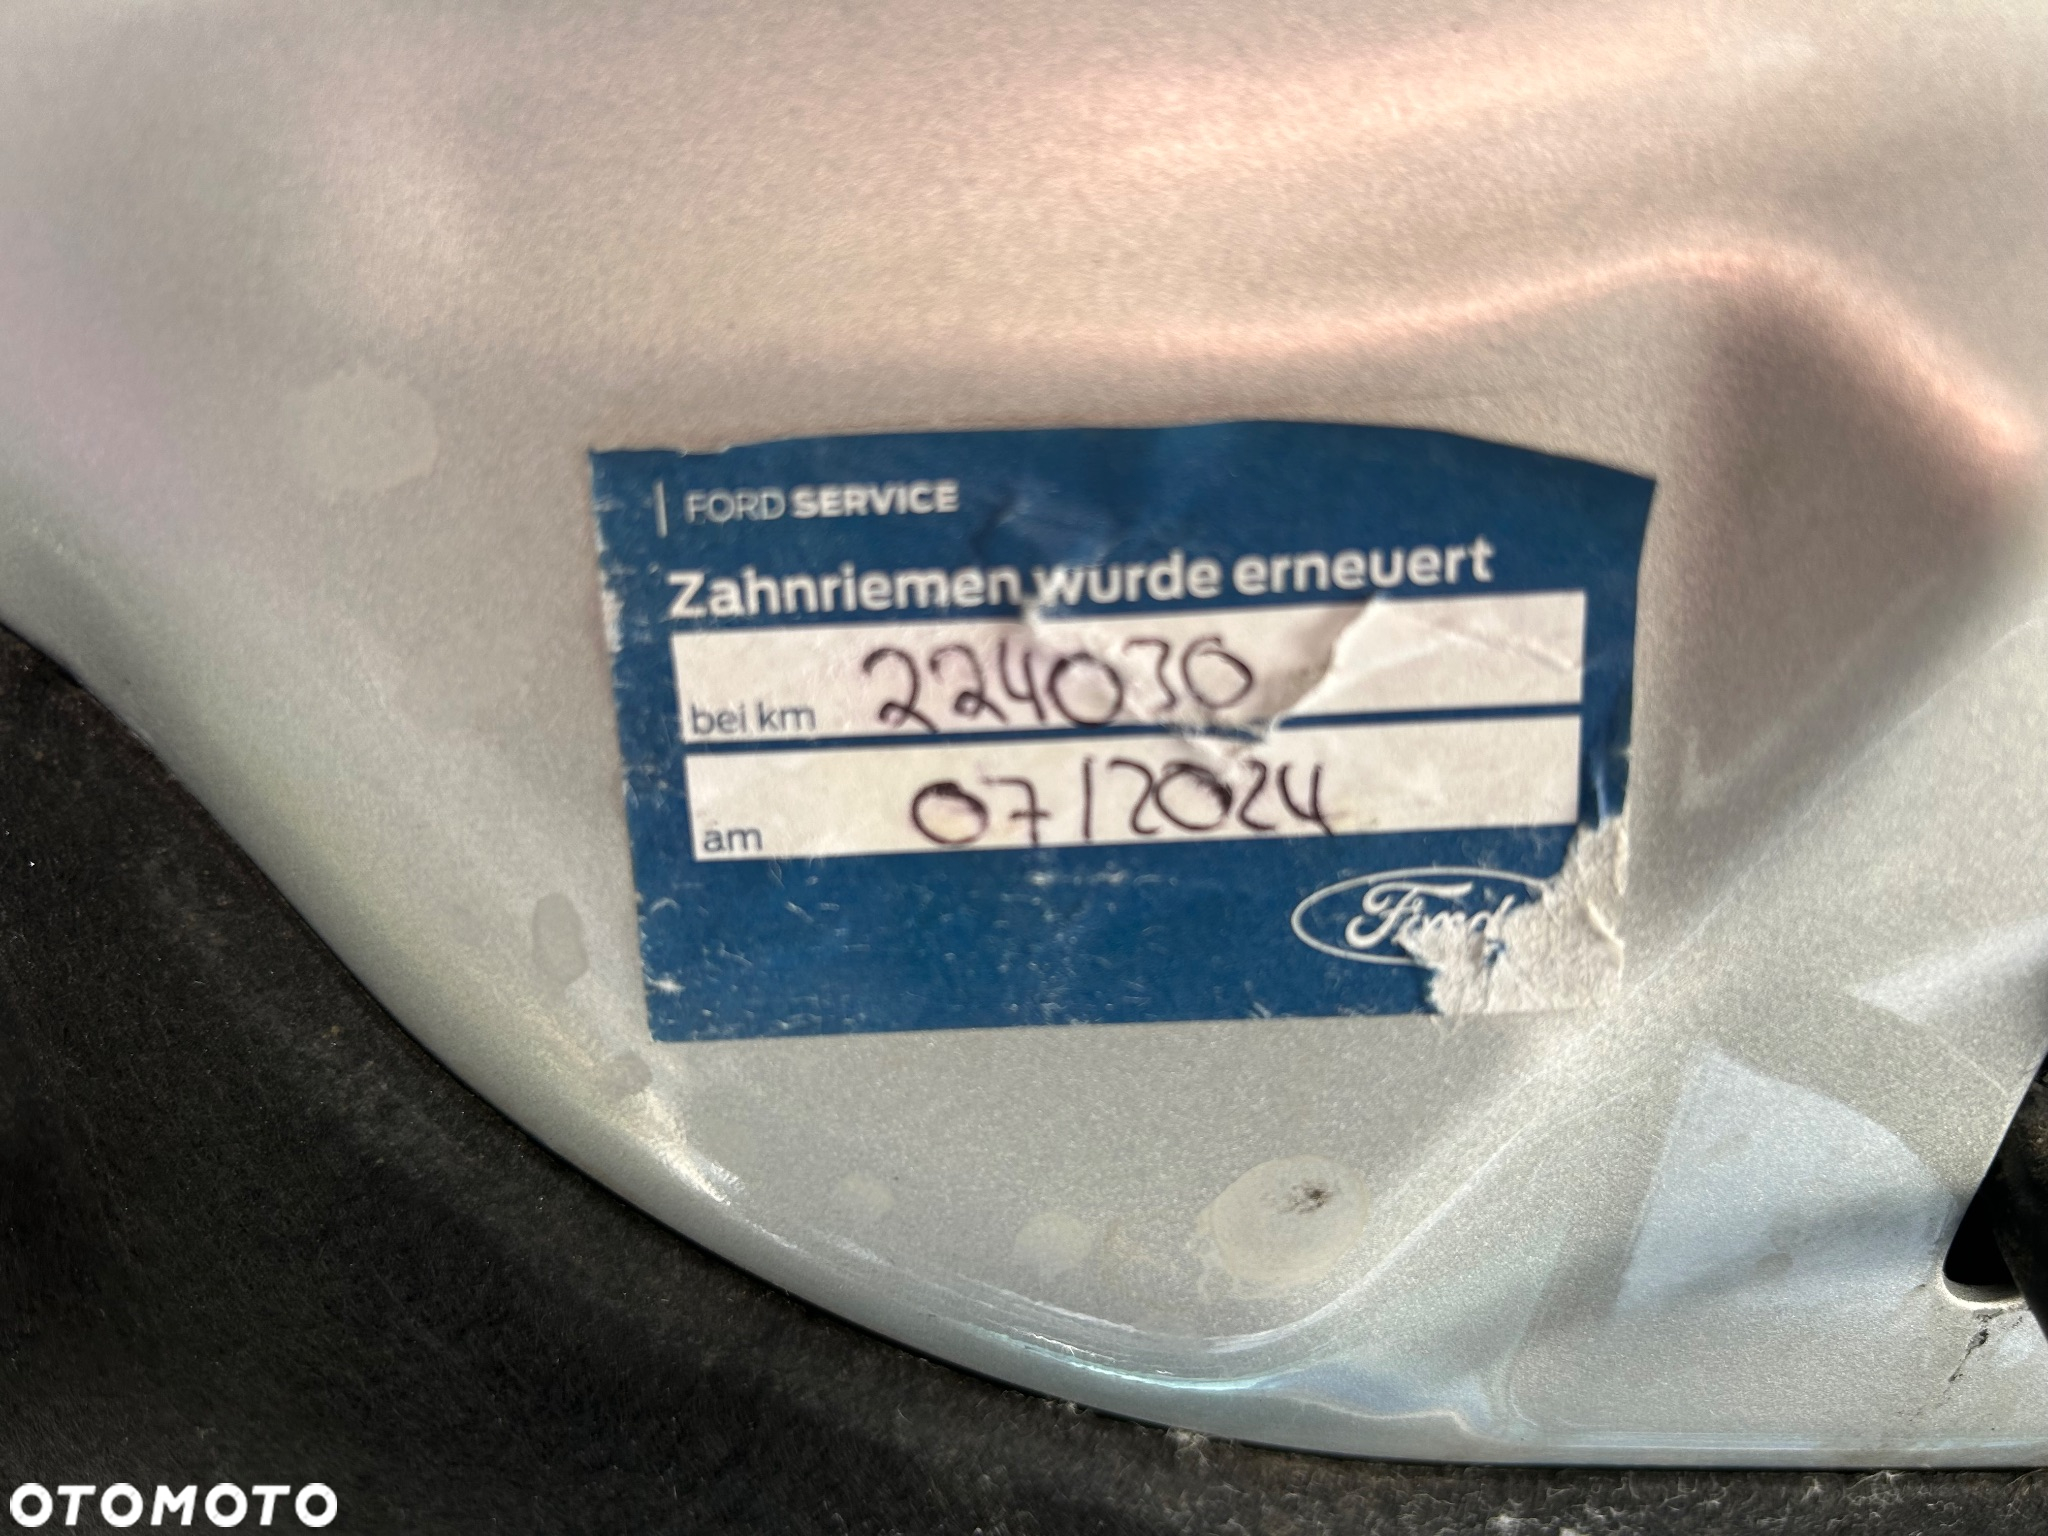 FORD SERVICE
Zahnriemen wurde erneuert
bei km 224030
am 07/2024
Ford
OTOMOTO